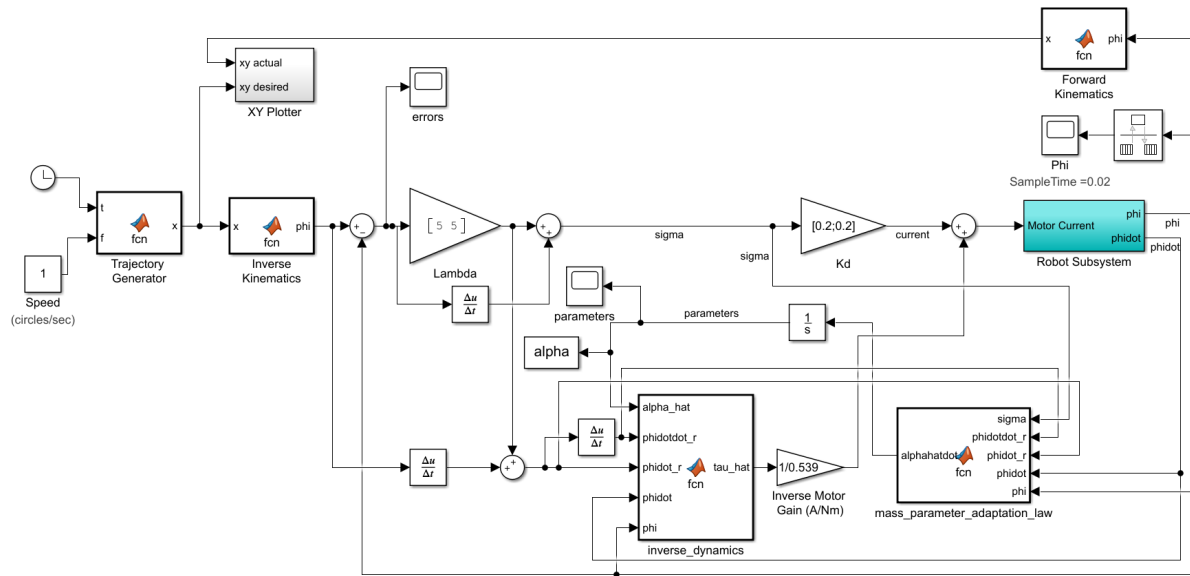 x
fcn
phi
Forward
Kinematics
xy actual
xy desired
XY Plotter
errors
Phi
SampleTime =0.02
t
f
fcn
x
Trajectory
Generator
1
Speed
(circles/sec)
x
fcn
phi
Inverse
Kinematics
+
−
[5 5]
Lambda
+
+
sigma
sigma
[0.2;0.2]
Kd
current
+
+
Motor Current
phi
phidot
Robot Subsystem
phi
phidot
Δu
Δt
parameters
parameters
1
s
alpha
alpha_hat
phidotdot_r
phidot_r
phidot
phi
fcn
tau_hat
inverse_dynamics
Δu
Δt
Δu
Δt
+
+
1/0.539
Inverse Motor
Gain (A/Nm)
sigma
phidotdot_r
phidot_r
phidot
phi
alphahatdot
fcn
mass_parameter_adaptation_law